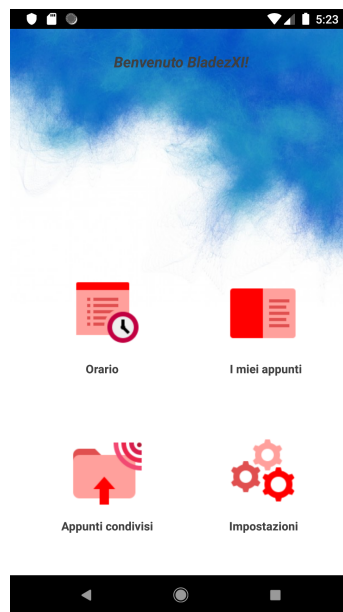 5:23
Benvenuto BladezXI!
Orario
I miei appunti
Appunti condivisi
Impostazioni